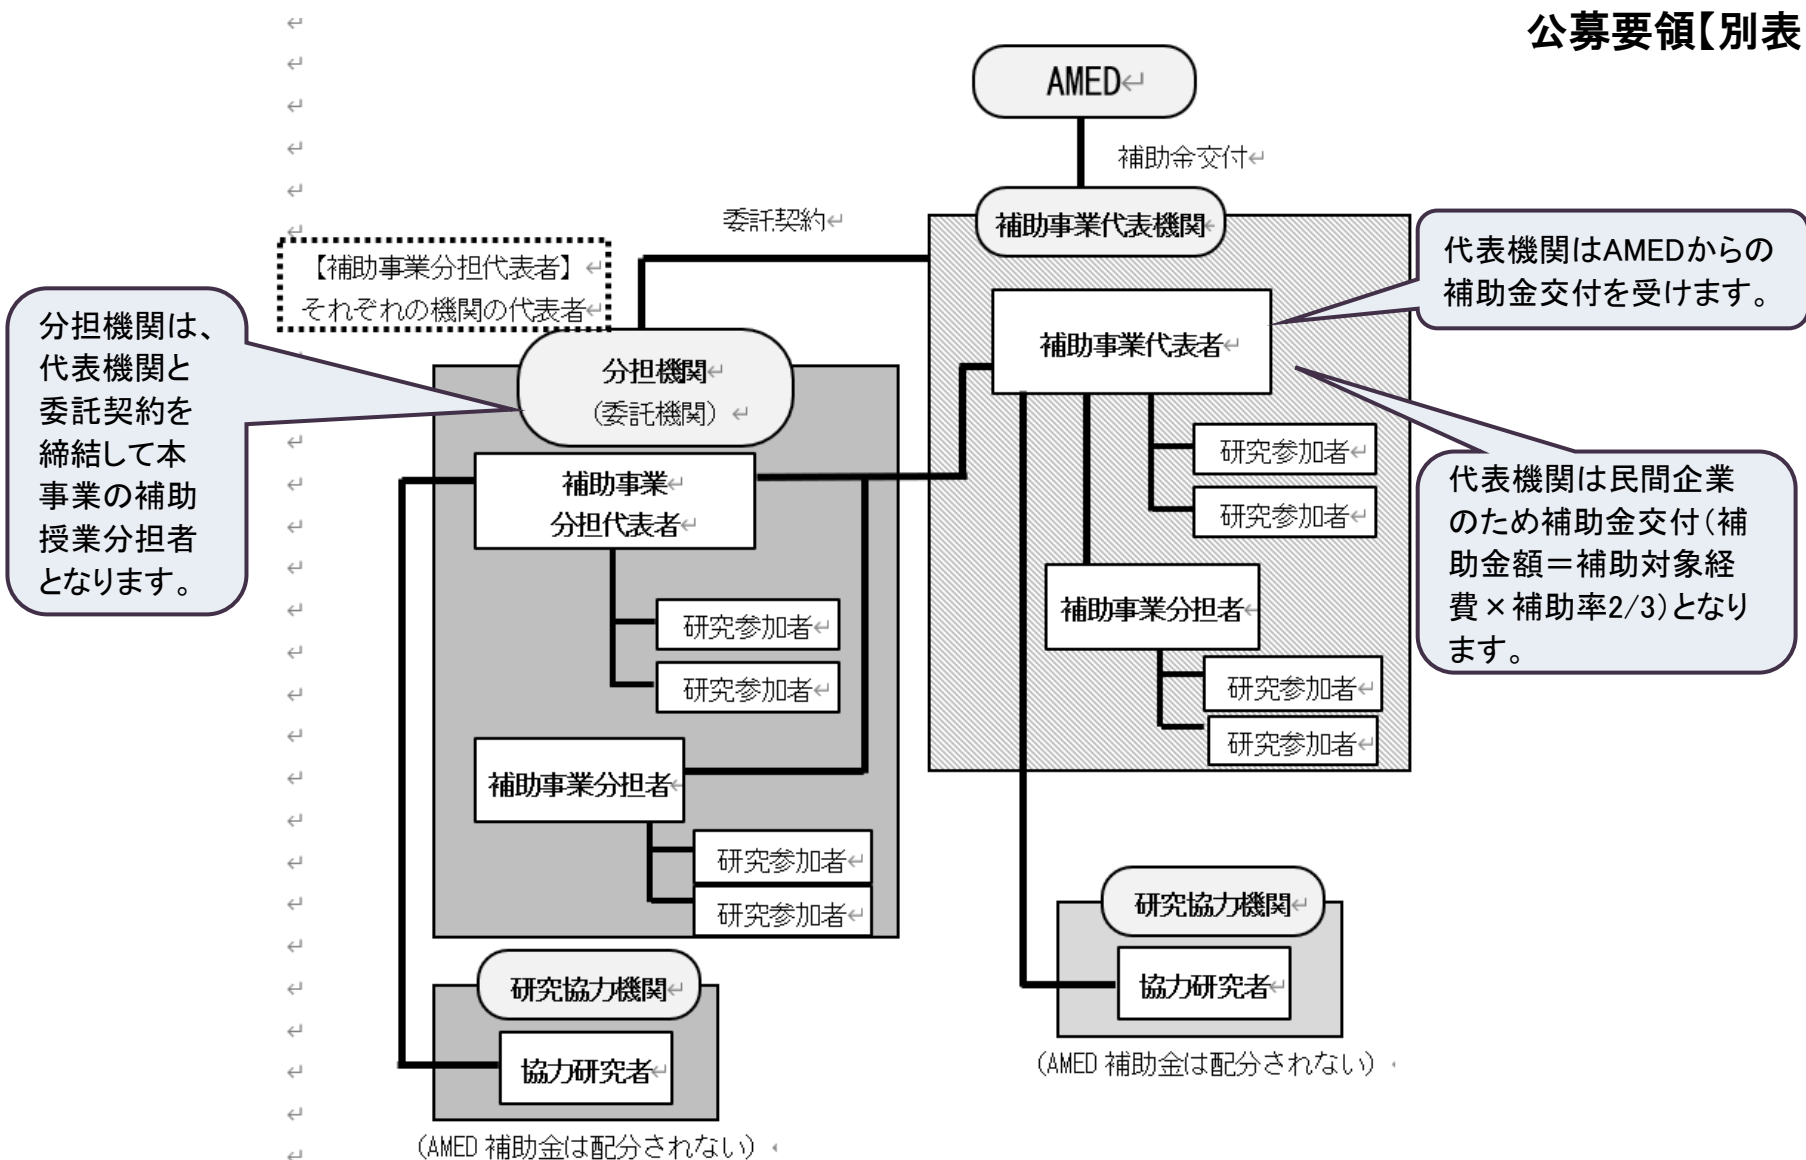 公募要領【別表
AMED
補助金交付
委託契約
補助事業代表機関
代表機関はAMEDからの
補助金交付を受けます。
【補助事業分担代表者】
それぞれの機関の代表者
分担機関は、
代表機関と
委託契約を
締結して本
事業の補助
授業分担者
となります。
補助事業代表者
分担機関
（委託機関）
研究参加者
研究参加者
代表機関は民間企業
のため補助金交付（補
助金額＝補助対象経
費×補助率2/3）となり
ます。
補助事業
分担代表者
補助事業分担者
研究参加者
研究参加者
研究参加者
研究参加者
補助事業分担者
研究参加者
研究参加者
研究協力機関
協力研究者
（AMED 補助金は配分されない）
研究協力機関
協力研究者
（AMED 補助金は配分されない）